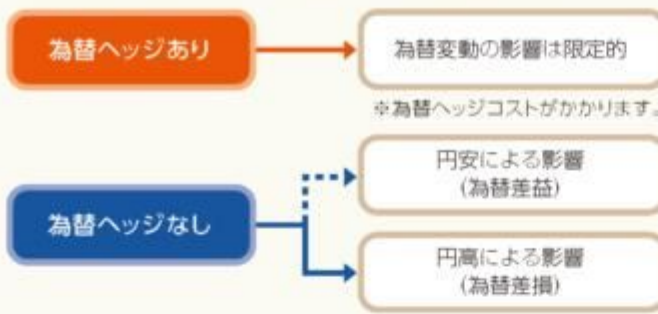 為替ヘッジあり
為替変動の影響は限定的
※為替ヘッジコストがかかります。
円安による影響
(為替差益)
為替ヘッジなし
円高による影響
(為替差損)